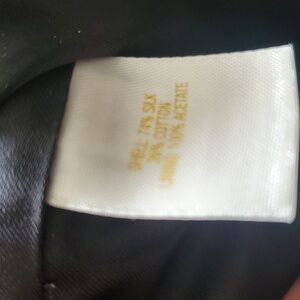 SHELL 74% SILK
26% COTTON
LINING 100% ACETATE